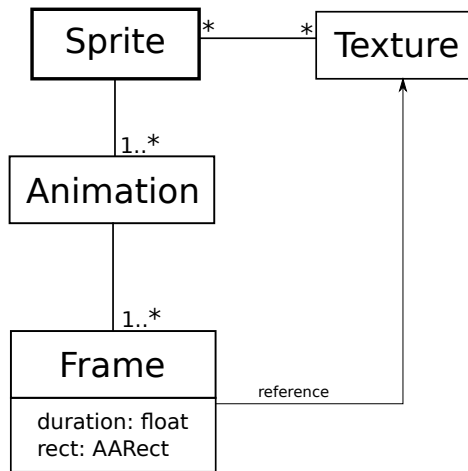 Sprite
* *
Texture
1..*
Animation
1..*
Frame
reference
duration: float
rect: AARect